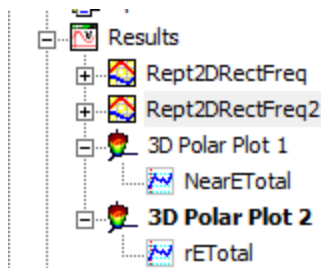 Results
Rept2DRectFreq
Rept2DRectFreq2
3D Polar Plot 1
NearETotal
3D Polar Plot 2
rETotal